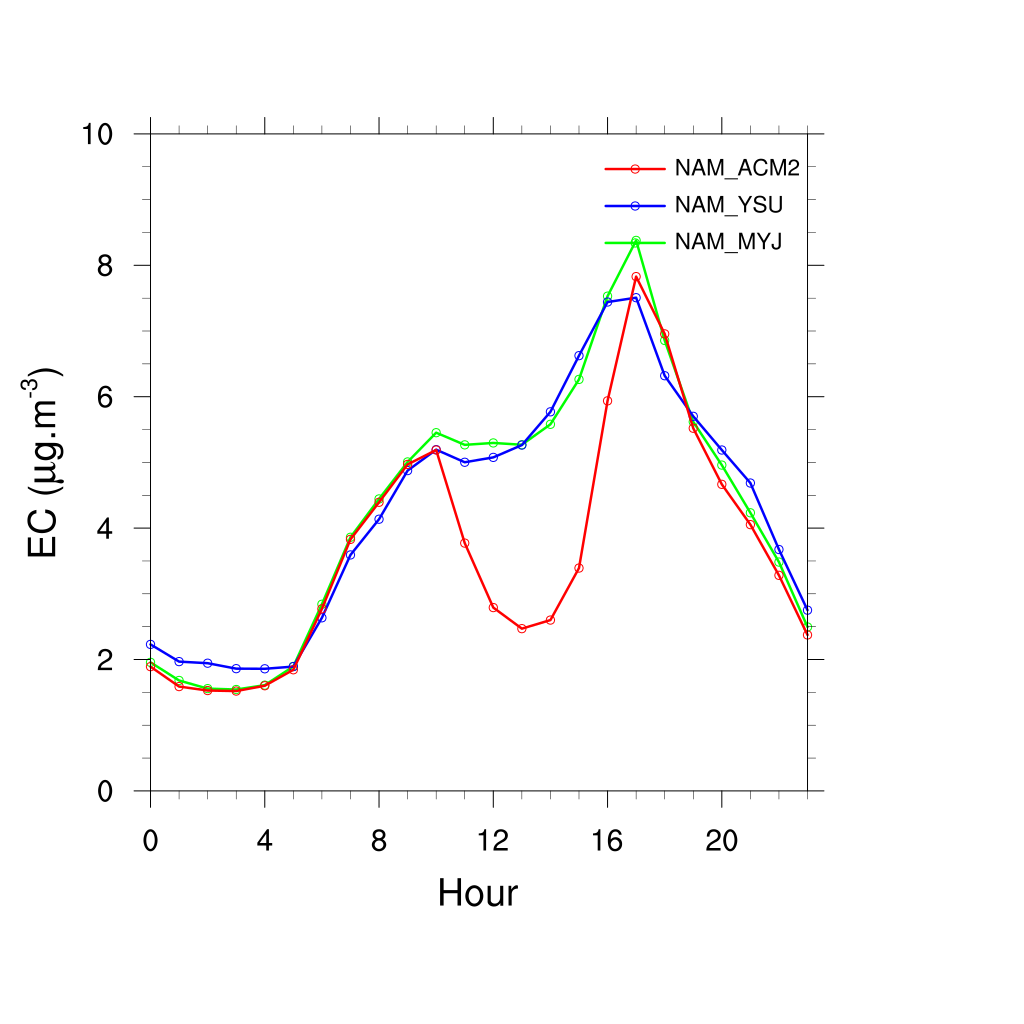 10
8
6
4
2
0
EC (µg.m-3)
NAM_ACM2
NAM_YSU
NAM_MYJ
0 4 8 12 16 20
Hour